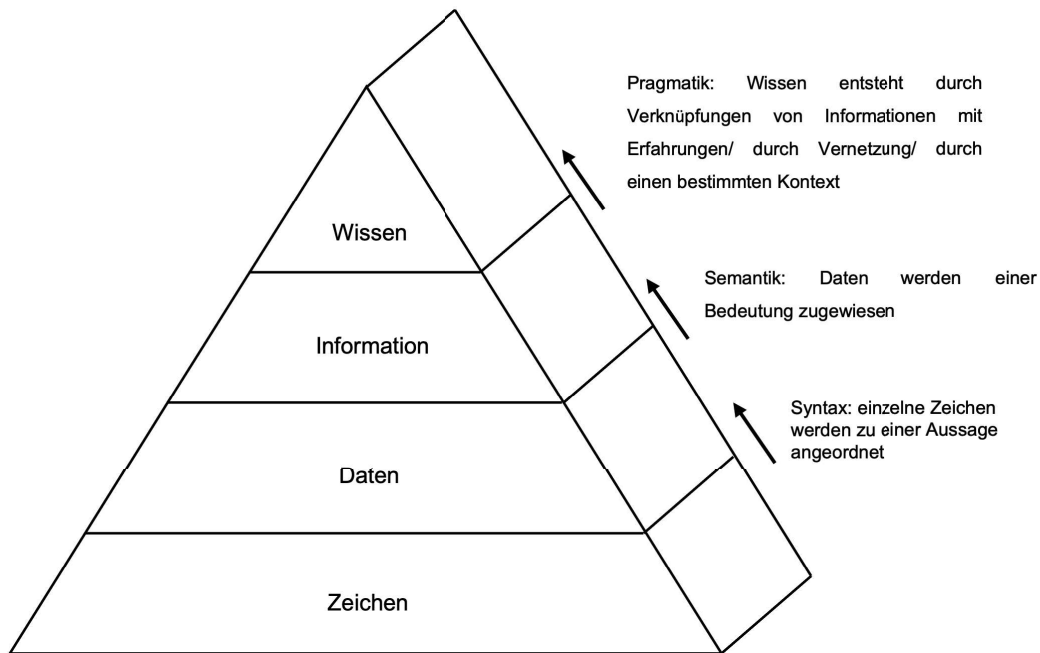 Pragmatik: Wissen entsteht durch
Verknüpfungen von Informationen mit
Erfahrungen/ durch Vernetzung/ durch
einen bestimmten Kontext
Wissen
Semantik: Daten werden einer
Bedeutung zugewiesen
Information
Syntax: einzelne Zeichen
werden zu einer Aussage
angeordnet
Daten
Zeichen